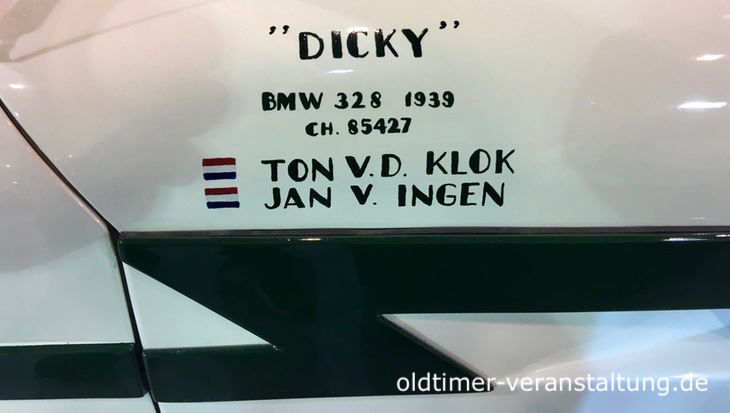 "DICKY"
BMW 328 1939
CH. 85427
TON V.D. KLOK
JAN V. INGEN
oldtimer-veranstaltung.de